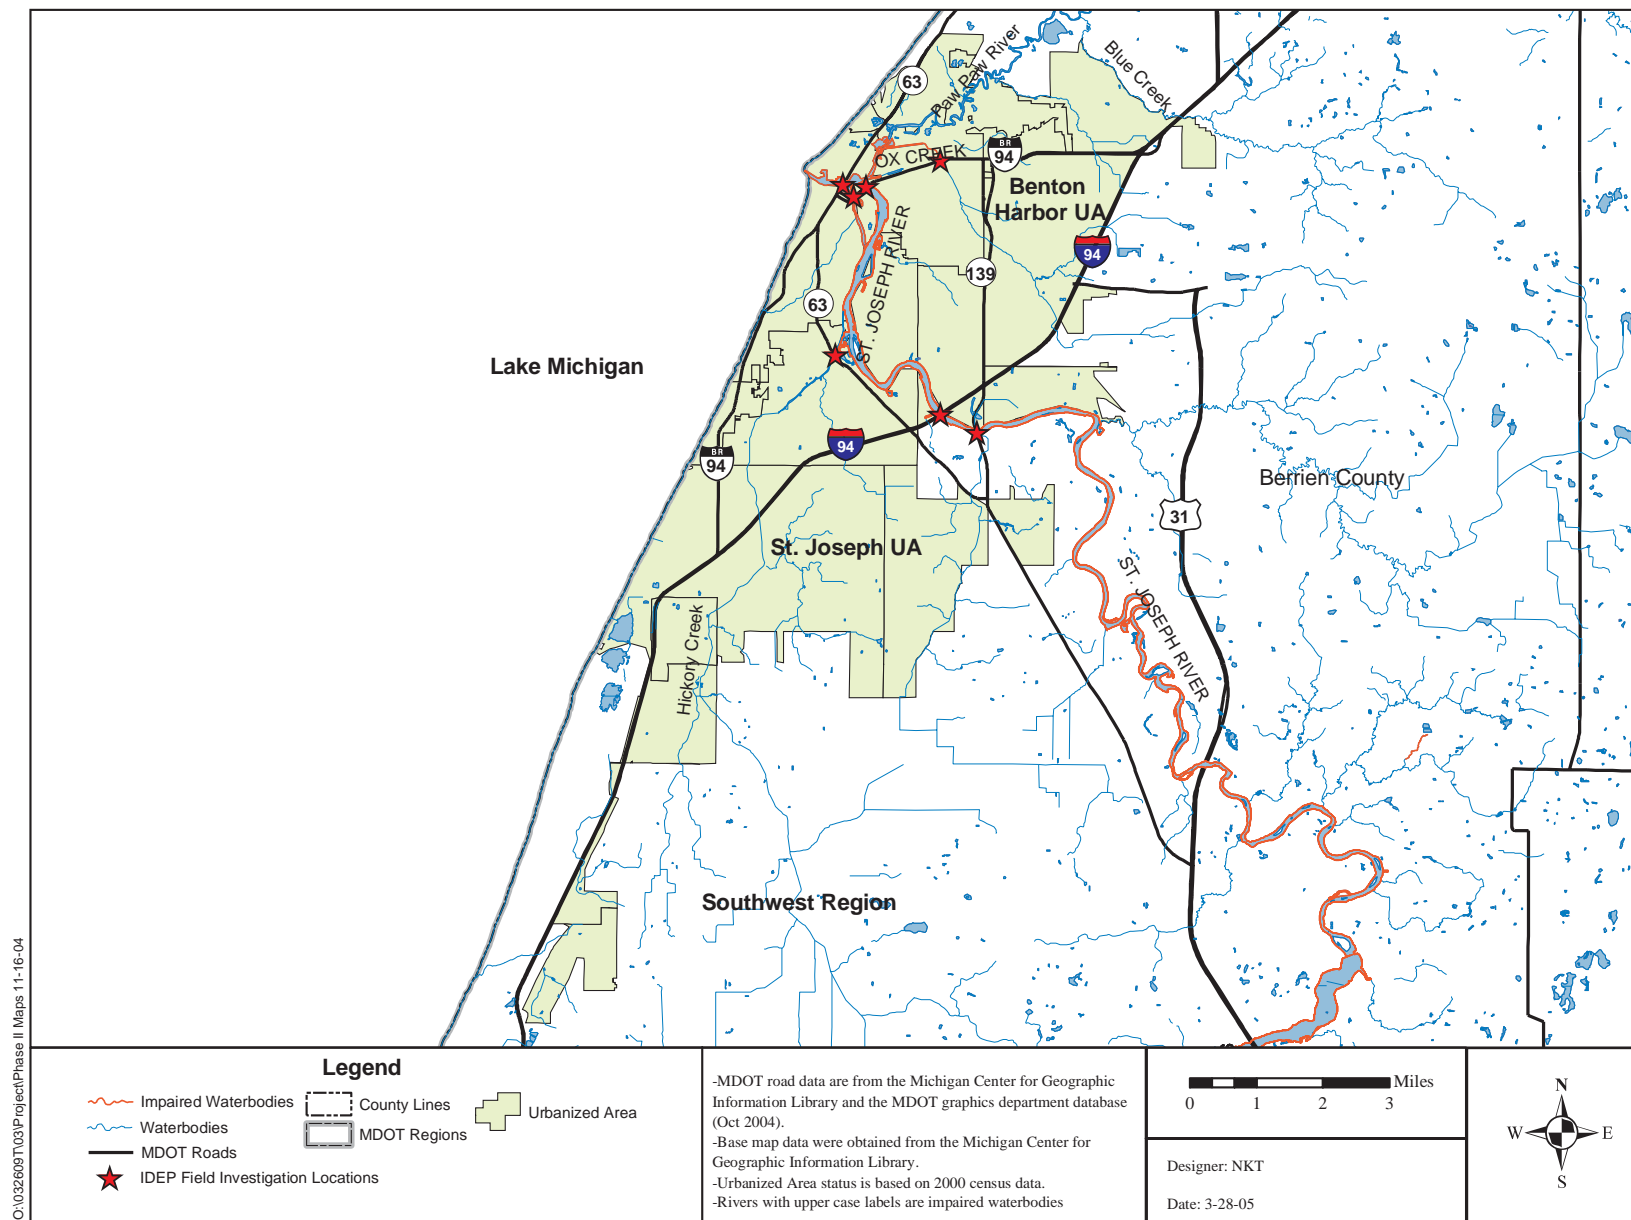 63
Paw Paw River
Blue Creek
OX CREEK
BR
94
Benton
Harbor UA
ST. JOSEPH RIVER
94
139
63
Lake Michigan
94
BR
94
Berrien County
31
St. Joseph UA
ST. JOSEPH RIVER
Hickory Creek
Southwest Region
O:\032609T\03\Project\Phase II Maps 11-16-04
Legend
Impaired Waterbodies
Waterbodies
MDOT Roads
IDEP Field Investigation Locations
County Lines
MDOT Regions
Urbanized Area
-MDOT road data are from the Michigan Center for Geographic
Information Library and the MDOT graphics department database
(Oct 2004).
-Base map data were obtained from the Michigan Center for
Geographic Information Library.
-Urbanized Area status is based on 2000 census data.
-Rivers with upper case labels are impaired waterbodies
Miles
0 1 2 3
Designer: NKT
Date: 3-28-05
N
W E
S